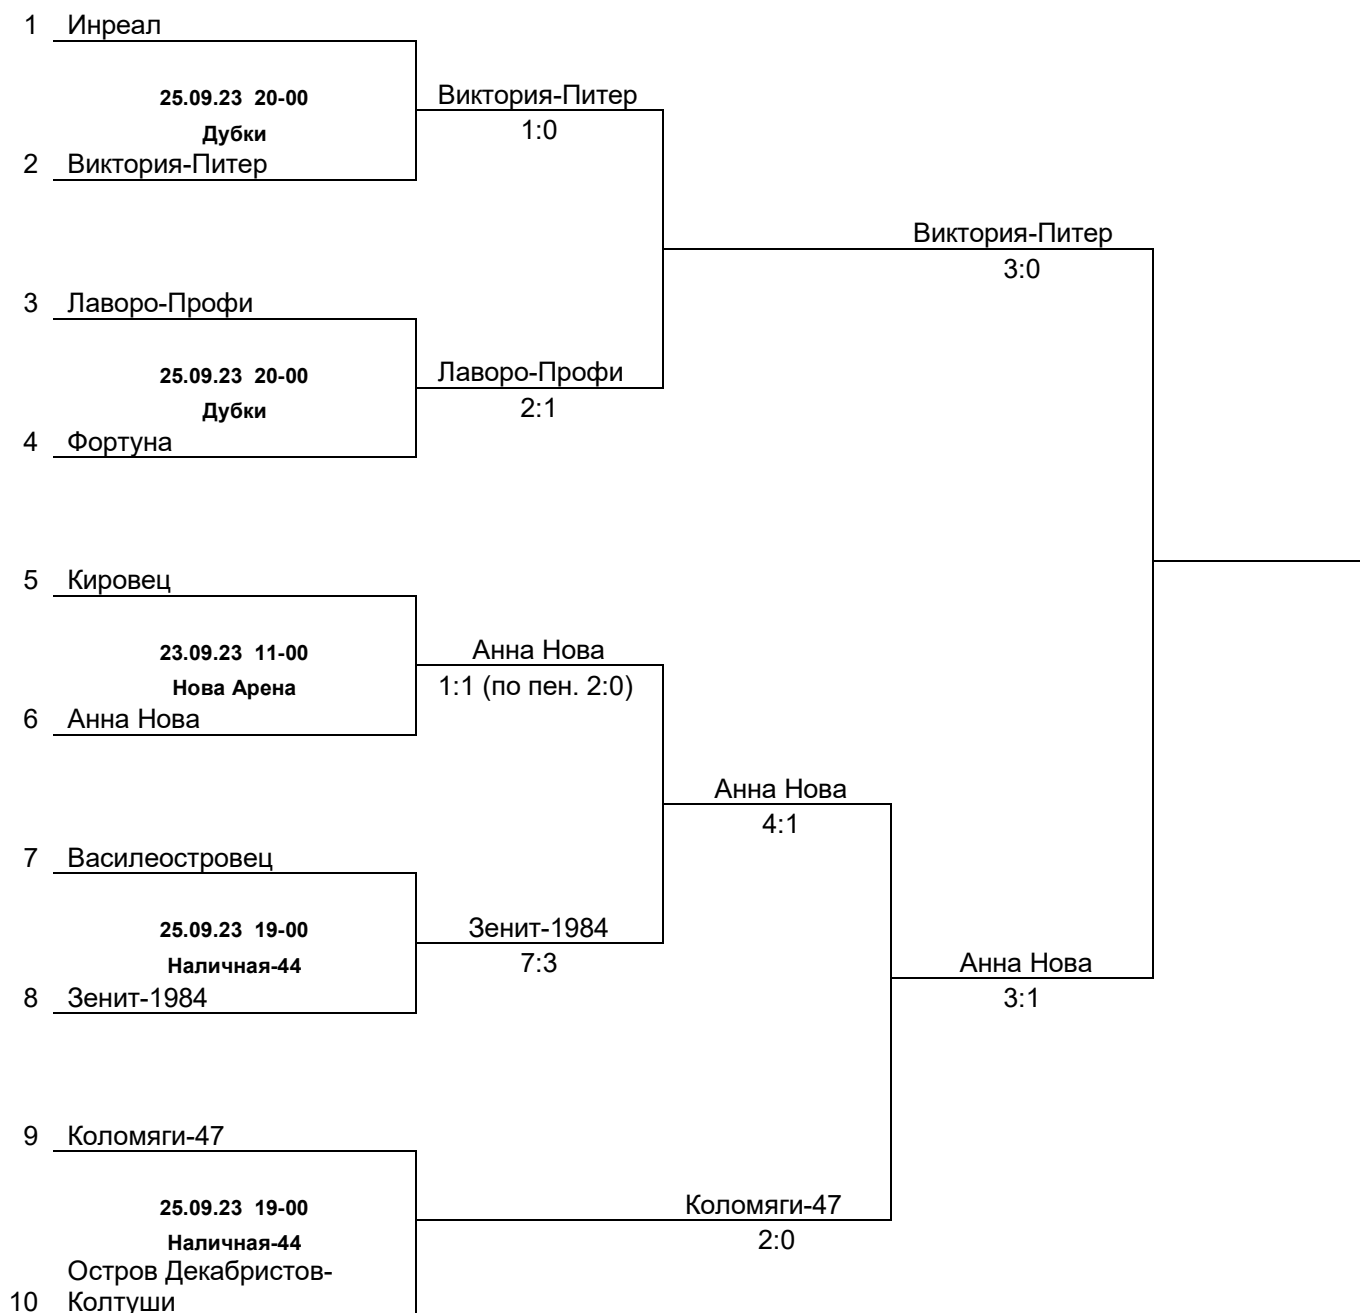 1 Инреал
25.09.23 20-00
Дубки
Виктория-Питер
1:0
2 Виктория-Питер
Виктория-Питер
3:0
3 Лаворо-Профи
25.09.23 20-00
Дубки
Лаворо-Профи
2:1
4 Фортуна
5 Кировец
23.09.23 11-00
Нова Арена
Анна Нова
1:1 (по пен. 2:0)
6 Анна Нова
Анна Нова
4:1
7 Василеостровец
25.09.23 19-00
Наличная-44
Зенит-1984
7:3
Анна Нова
3:1
8 Зенит-1984
9 Коломяги-47
25.09.23 19-00
Наличная-44
Коломяги-47
2:0
Остров Декабристов-
10 Колтуши